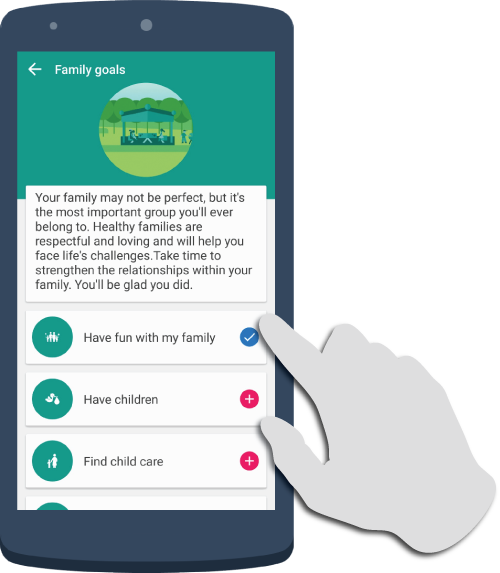 Family goals
Your family may not be perfect, but it's
the most important group you'll ever
belong to. Healthy families are
respectful and loving and will help you
face life's challenges.Take time to
strengthen the relationships within your
family. You'll be glad you did.
Have fun with my family
Have children
Find child care